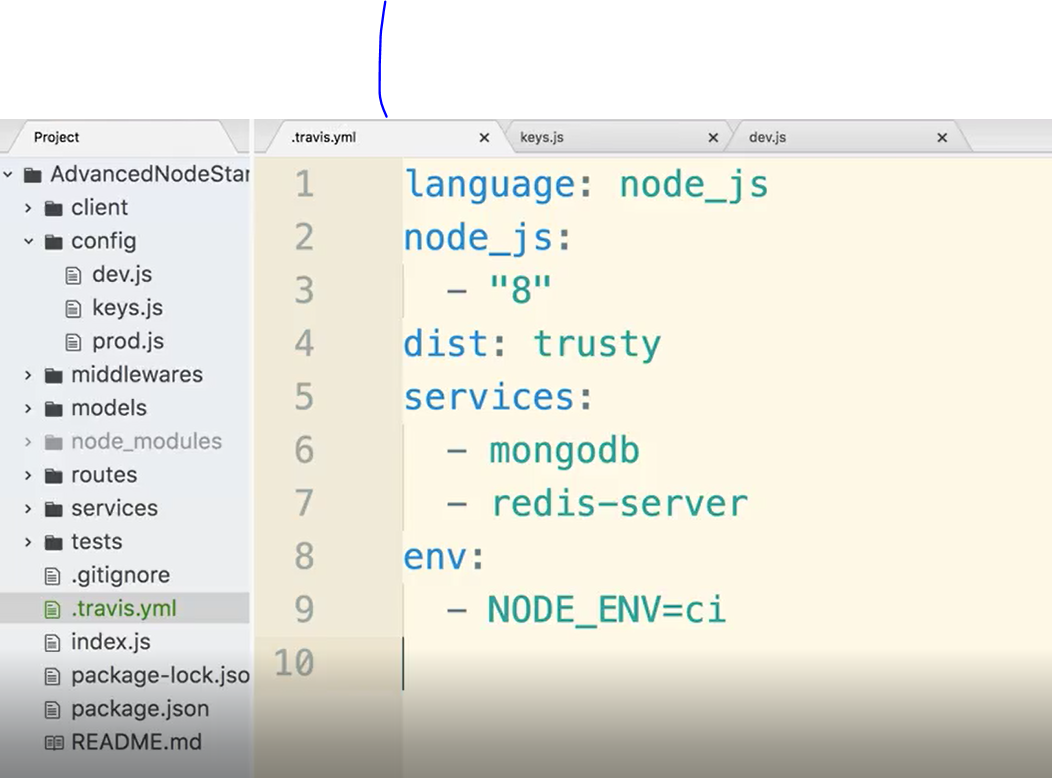 Project
AdvancedNodeStar
client
config
dev.js
keys.js
prod.js
middlewares
models
node_modules
routes
services
tests
.gitignore
.travis.yml
index.js
package-lock.jso
package.json
README.md
.travis.yml × keys.js × dev.js ×
1 language: node_js
2 node_js:
3 - "8"
4 dist: trusty
5 services:
6 - mongodb
7 - redis-server
8 env:
9 - NODE_ENV=ci
10